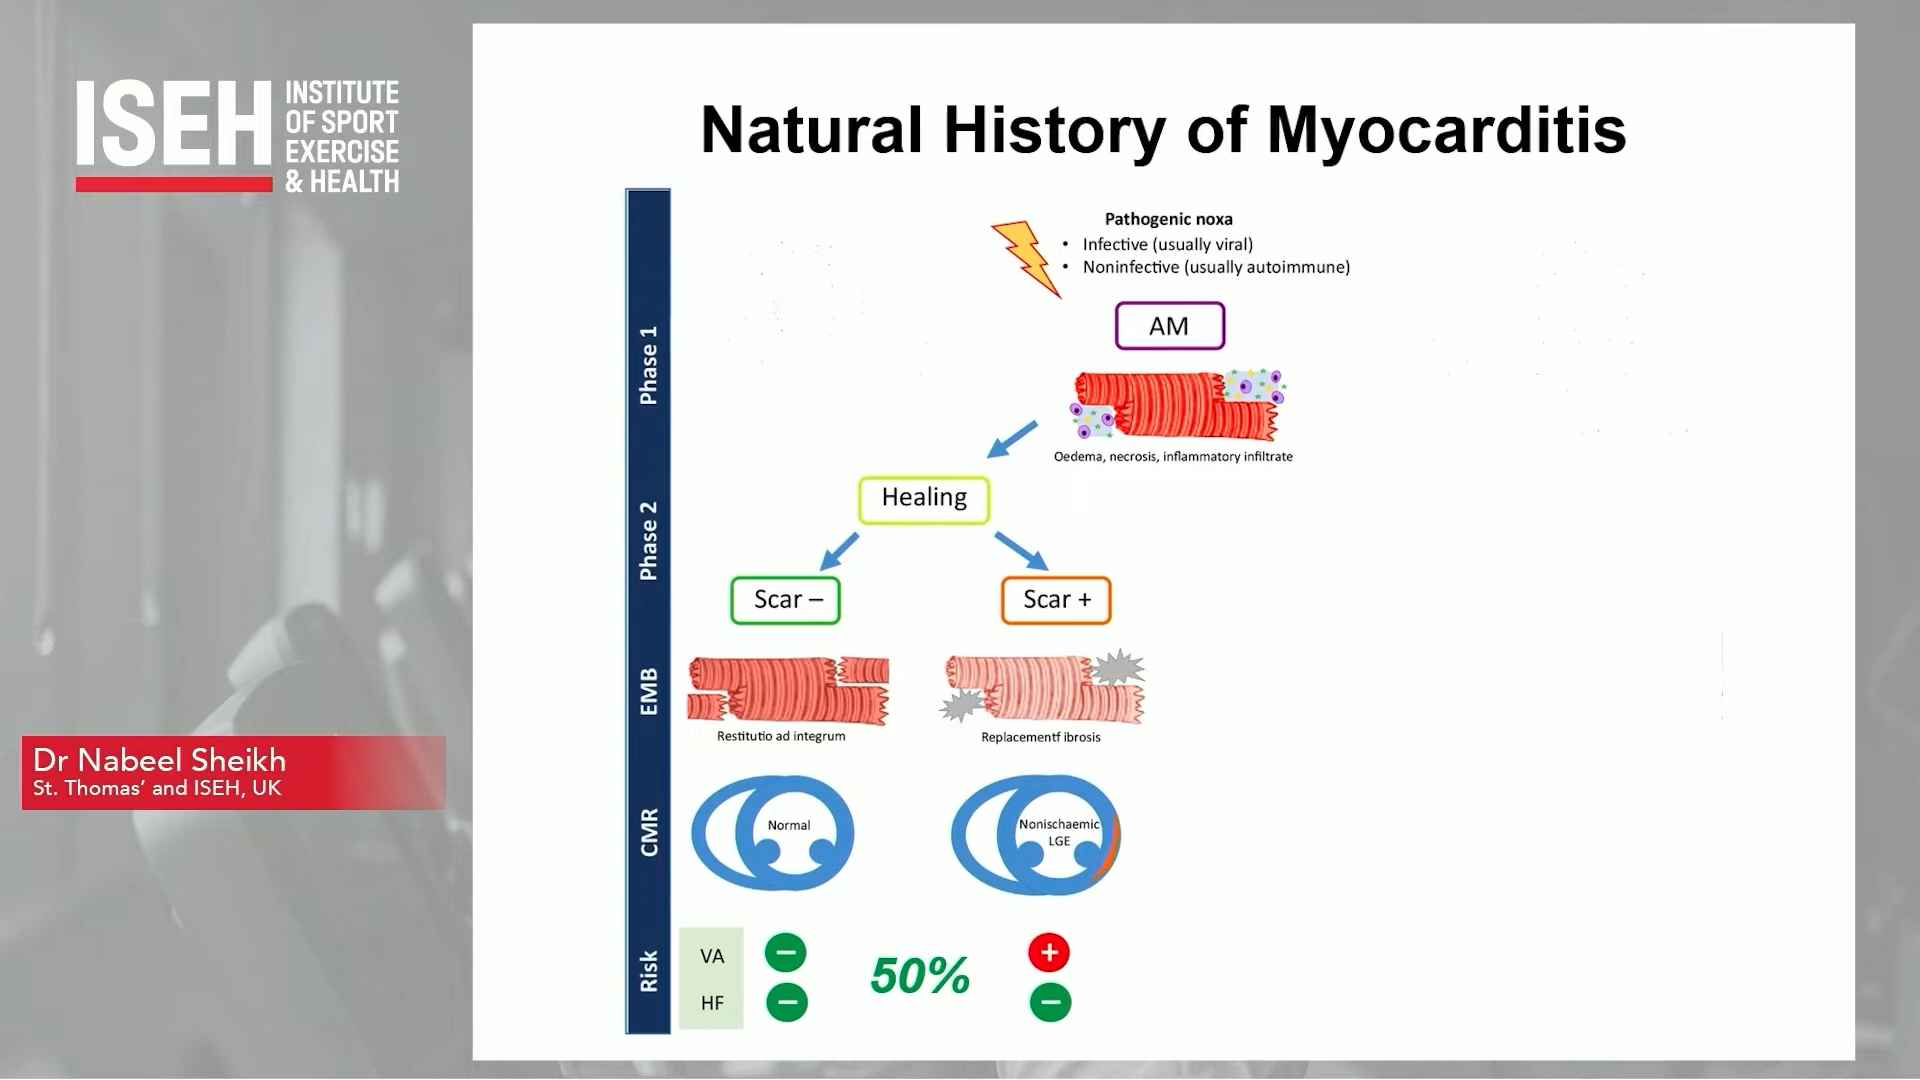 ISEH
INSTITUTE
OF SPORT
EXERCISE
& HEALTH
Dr Nabeel Sheikh
St. Thomas’ and ISEH, UK
Natural History of Myocarditis
Phase 1
Pathogenic noxa
• Infective (usually viral)
• Noninfective (usually autoimmune)
AM
Oedema, necrosis, inflammatory infiltrate
Phase 2
Healing
Scar –
Scar +
EMB
Restitutio ad integrum
Replacementf ibrosis
CMR
Normal
Nonischaemic
LGE
Risk
VA
–
50%
+
HF
–
–